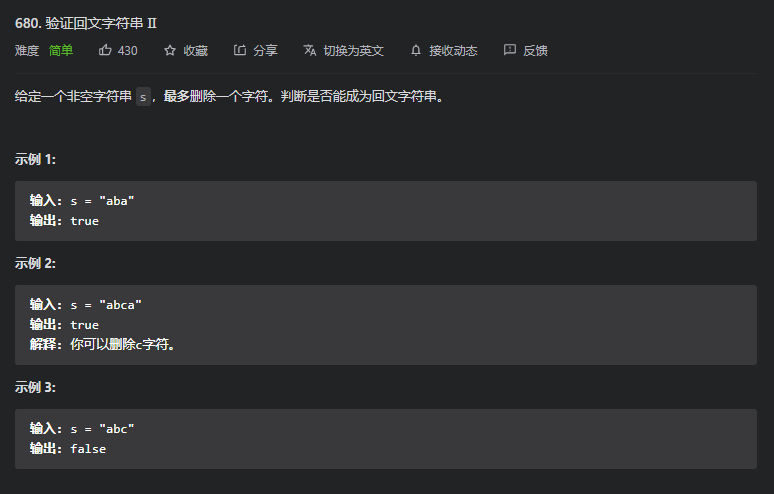 680. 验证回文字符串 Ⅱ
难度 简单 430 收藏 分享 切换为英文 接收动态 反馈
给定一个非空字符串 s，最多删除一个字符。判断是否能成为回文字符串。
示例 1:
输入: s = "aba"
输出: true
示例 2:
输入: s = "abca"
输出: true
解释: 你可以删除c字符。
示例 3:
输入: s = "abc"
输出: false